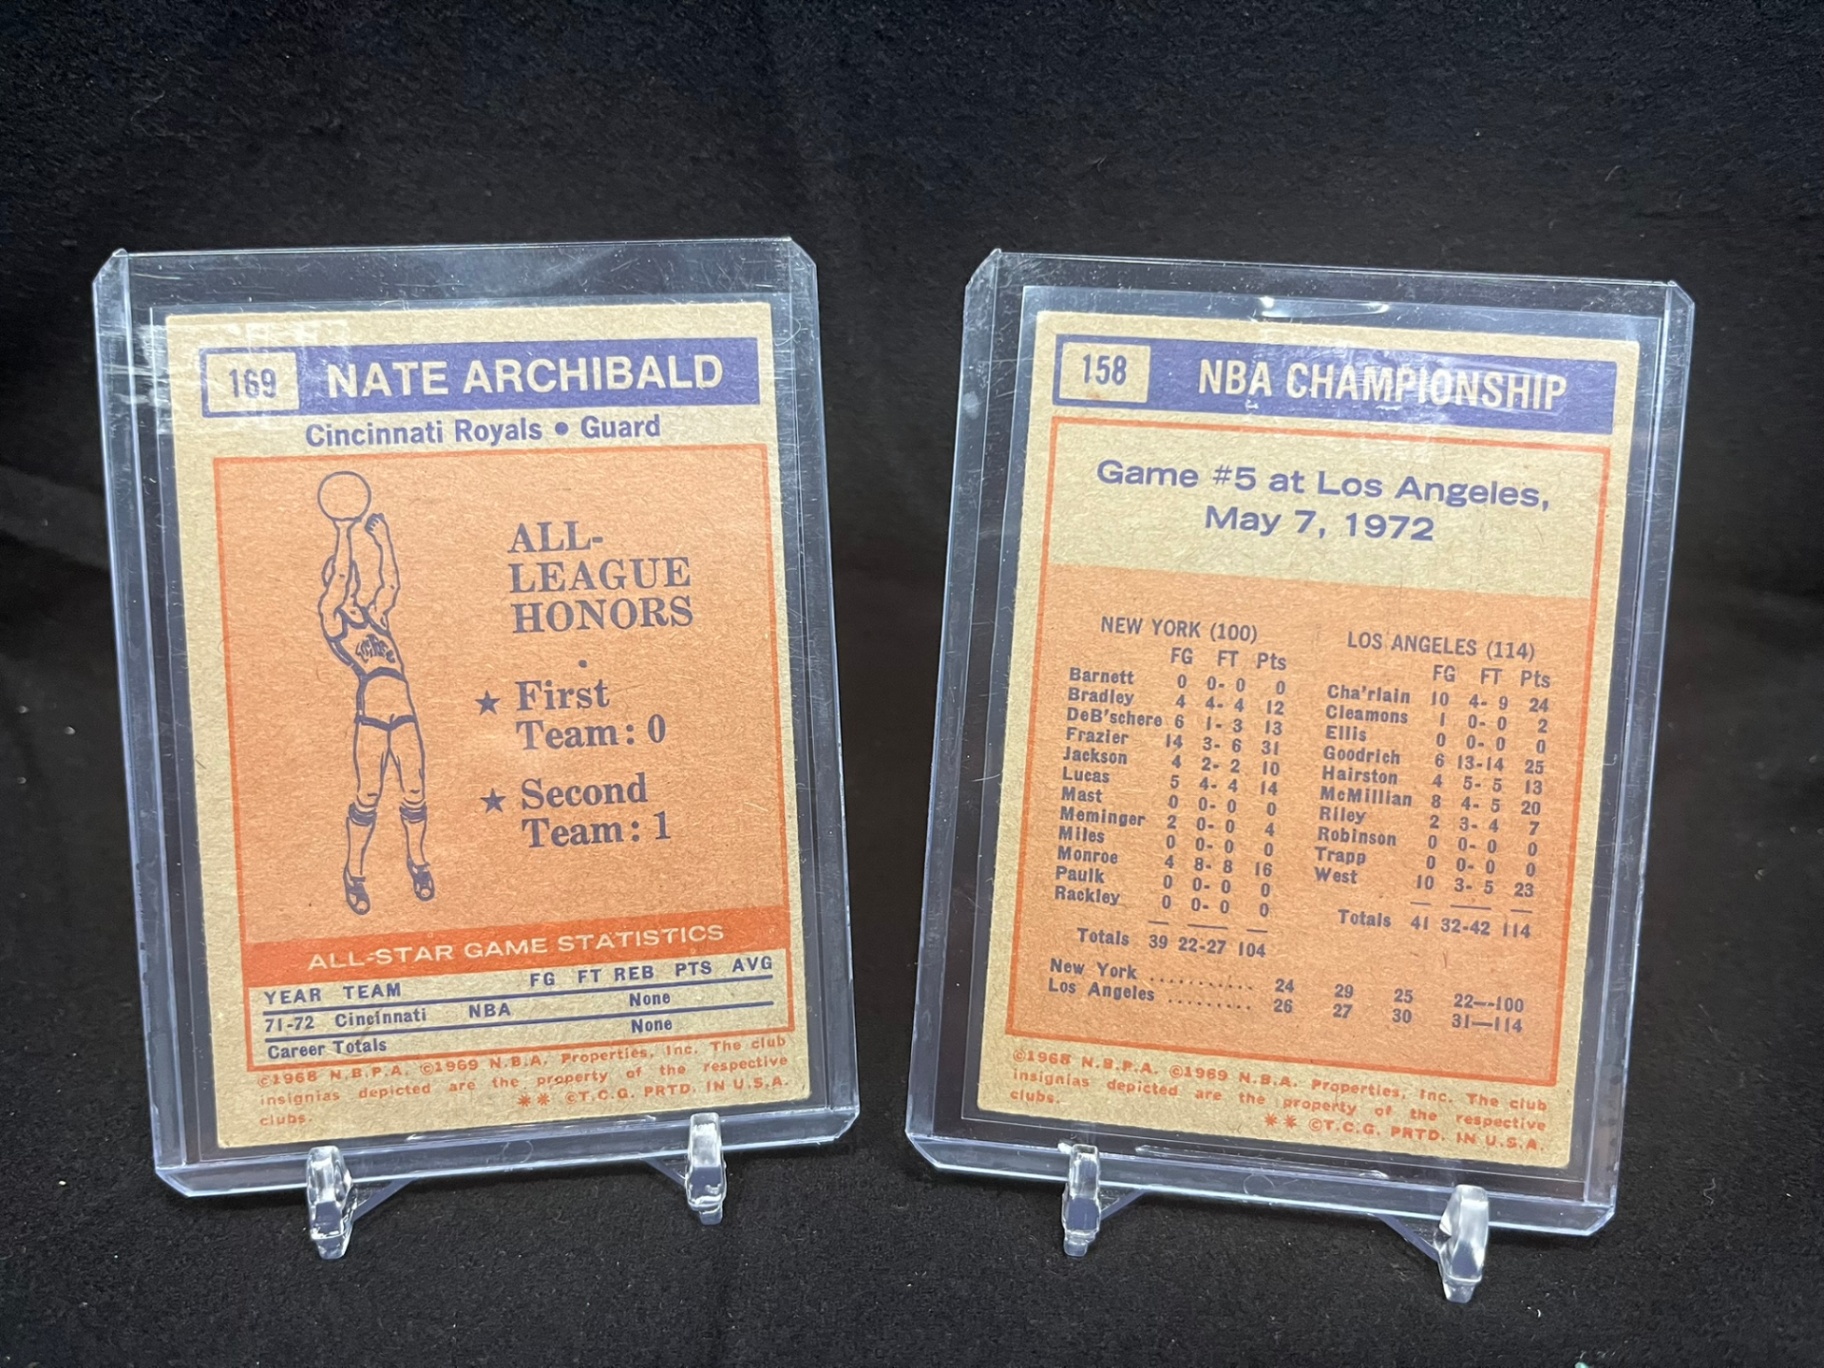 169 NATE ARCHIBALD
Cincinnati Royals • Guard
ALL-
LEAGUE
HONORS
•
★ First
Team: 0
★ Second
Team: 1
ALL-STAR GAME STATISTICS
YEAR TEAM FG FT REB PTS AVG
71-72 Cincinnati NBA None
Career Totals None
©1968 N.B.P.A. ©1969 N.B.A. Properties, Inc. The club
insignias depicted are the property of the respective
clubs. ** ©T.C.G. PRTD. IN U.S.A.
158 NBA CHAMPIONSHIP
Game #5 at Los Angeles,
May 7, 1972
NEW YORK (100)
FG FT Pts
Barnett 0 0- 0 0
Bradley 4 4- 4 12
DeB'schere 6 1- 3 13
Frazier 14 3- 6 31
Jackson 4 2- 2 10
Lucas 5 4- 4 14
Mast 0 0- 0 0
Meminger 2 0- 0 4
Miles 0 0- 0 0
Monroe 4 8- 8 16
Paulk 0 0- 0 0
Rackley 0 0- 0 0
Totals 39 22-27 104
LOS ANGELES (114)
FG FT Pts
Cha'rlain 10 4- 9 24
Cleamons 1 0- 0 2
Ellis 0 0- 0 0
Goodrich 6 13-14 25
Hairston 4 5- 5 13
McMillian 8 4- 5 20
Riley 2 3- 4 7
Robinson 0 0- 0 0
Trapp 0 0- 0 0
West 10 3- 5 23
Totals 41 32-42 114
New York ........... 24 29 25 22--100
Los Angeles ......... 26 27 30 31—114
©1968 N.B.P.A. ©1969 N.B.A. Properties, Inc. The club
insignias depicted are the property of the respective
clubs. ** ©T.C.G. PRTD. IN U.S.A.